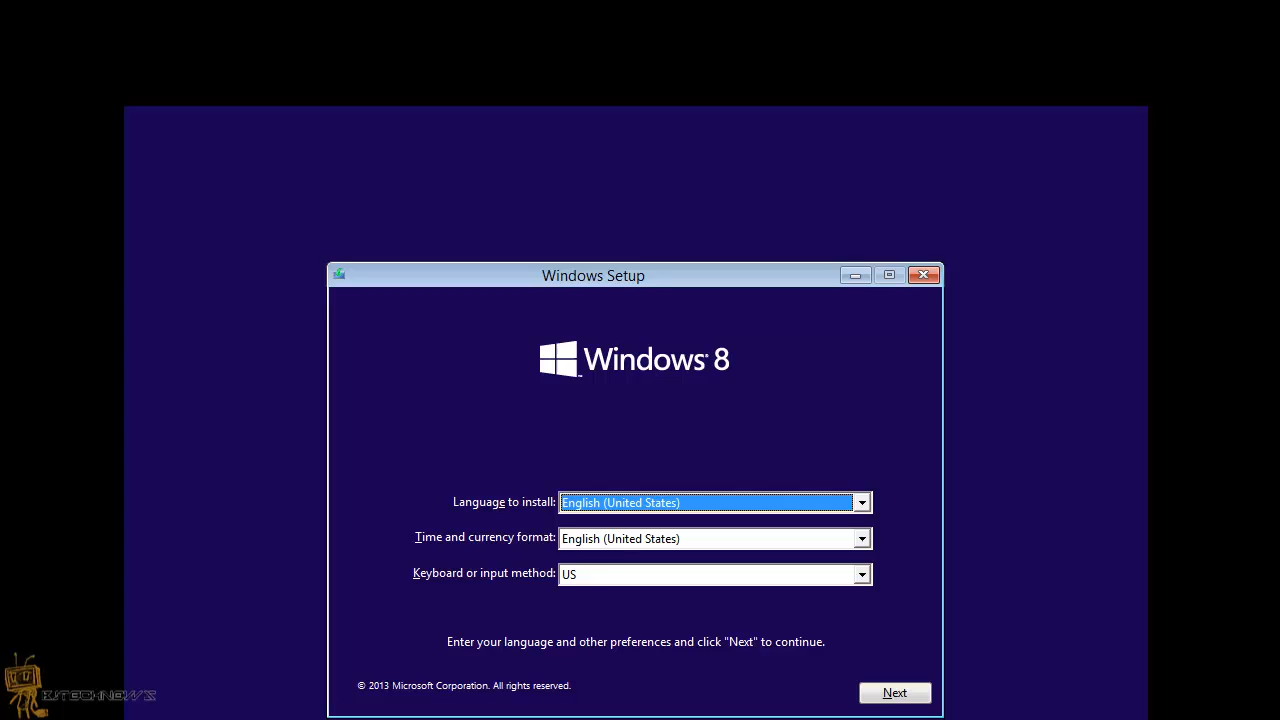 Windows Setup
Windows 8
Language to install: English (United States)
Time and currency format: English (United States)
Keyboard or input method: US
Enter your language and other preferences and click "Next" to continue.
© 2013 Microsoft Corporation. All rights reserved.
Next
KJTECHNEWS